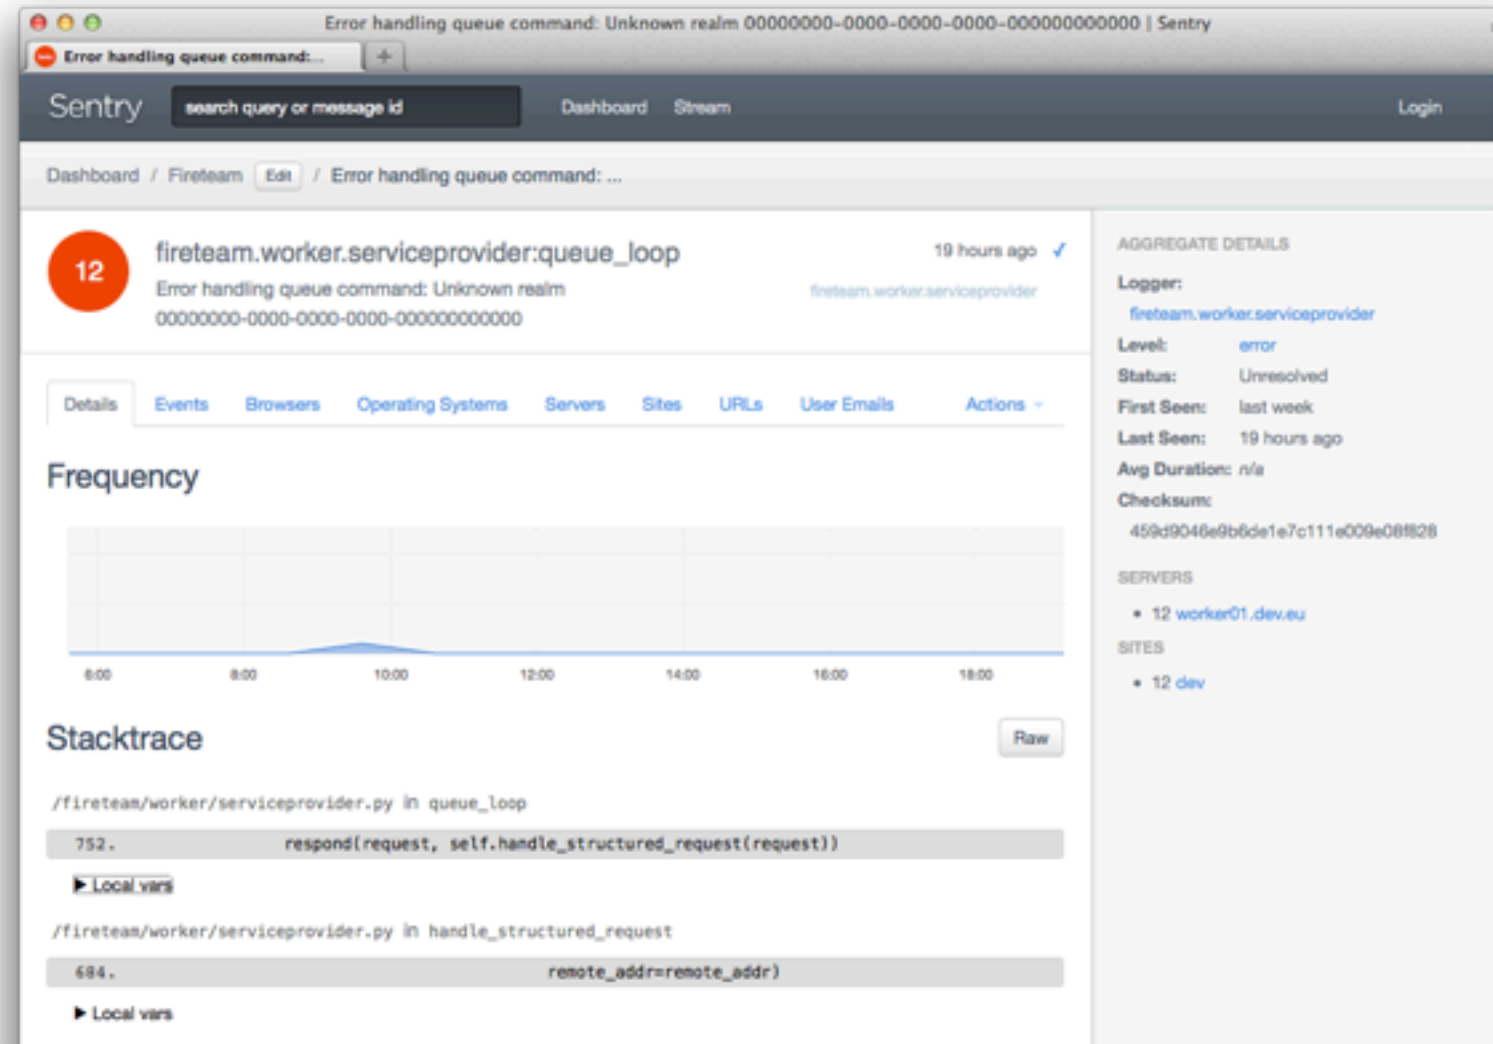 Error handling queue command: Unknown realm 00000000-0000-0000-0000-000000000000 | Sentry
Error handling queue command:...
Sentry search query or message id Dashboard Stream Login
Dashboard / Fireteam Edit / Error handling queue command: ...
12
fireteam.worker.serviceprovider:queue_loop
19 hours ago
Error handling queue command: Unknown realm
fireteam.worker.serviceprovider
00000000-0000-0000-0000-000000000000
Details Events Browsers Operating Systems Servers Sites URLs User Emails Actions
Frequency
6:00 8:00 10:00 12:00 14:00 16:00 18:00
Stacktrace
Raw
/fireteam/worker/serviceprovider.py in queue_loop
752. respond(request, self.handle_structured_request(request))
Local vars
/fireteam/worker/serviceprovider.py in handle_structured_request
684. remote_addr=remote_addr)
Local vars
AGGREGATE DETAILS
Logger:
fireteam.worker.serviceprovider
Level: error
Status: Unresolved
First Seen: last week
Last Seen: 19 hours ago
Avg Duration: n/a
Checksum:
459d9046e9b6de1e7c111e009e08f828
SERVERS
12 worker01.dev.eu
SITES
12 dev